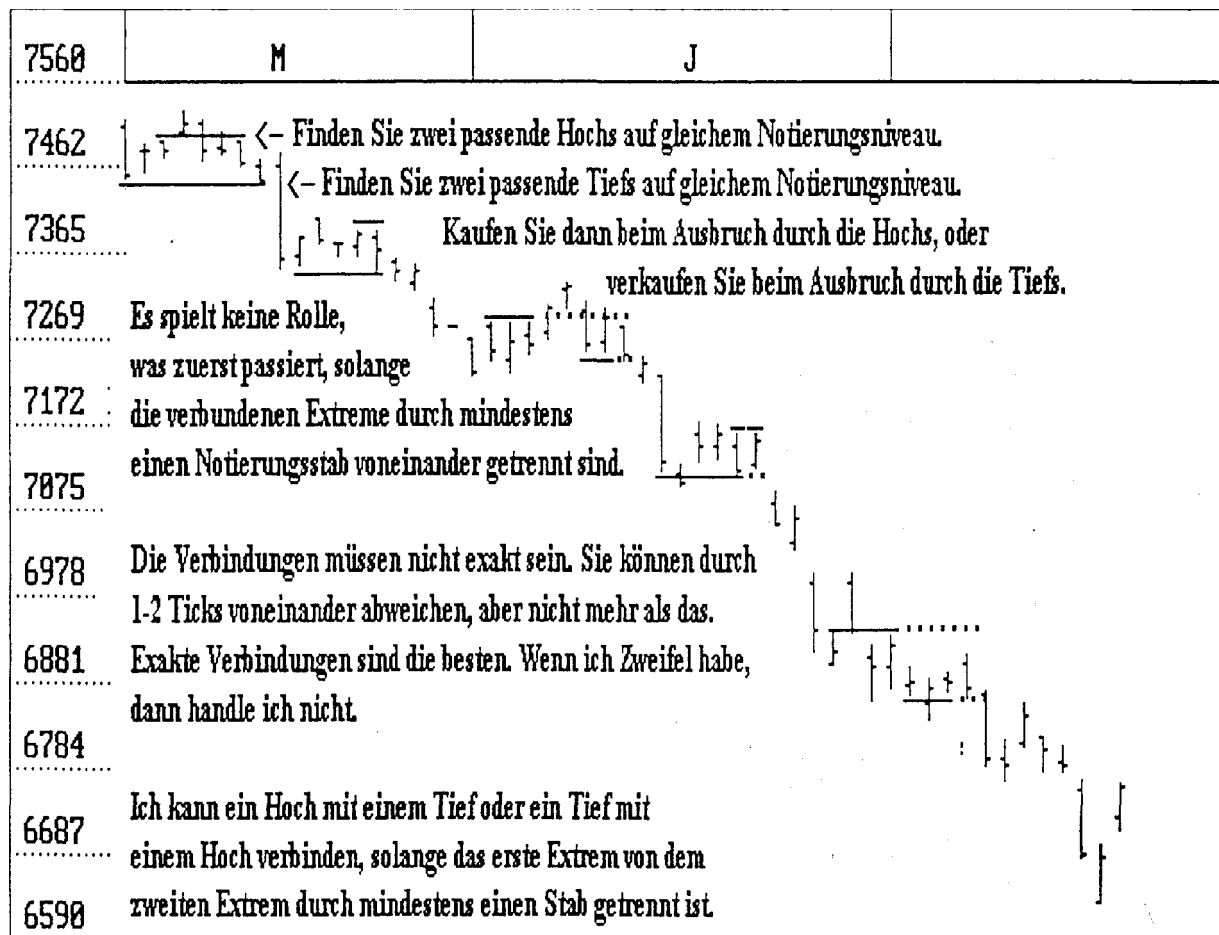 7560 M J
7462 <– Finden Sie zwei passende Hochs auf gleichem Notierungsniveau.
<– Finden Sie zwei passende Tiefs auf gleichem Notierungsniveau.
7365 Kaufen Sie dann beim Ausbruch durch die Hochs, oder
verkaufen Sie beim Ausbruch durch die Tiefs.
7269 Es spielt keine Rolle,
was zuerst passiert, solange
7172 die verbundenen Extreme durch mindestens
einen Notierungsstab voneinander getrennt sind.
7075
6978 Die Verbindungen müssen nicht exakt sein. Sie können durch
1-2 Ticks voneinander abweichen, aber nicht mehr als das.
6881 Exakte Verbindungen sind die besten. Wenn ich Zweifel habe,
dann handle ich nicht.
6784
6687 Ich kann ein Hoch mit einem Tief oder ein Tief mit
einem Hoch verbinden, solange das erste Extrem von dem
6590 zweiten Extrem durch mindestens einen Stab getrennt ist.